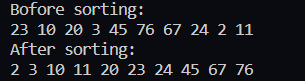 Bofore sorting:
23 10 20 3 45 76 67 24 2 11
After sorting:
2 3 10 11 20 23 24 45 67 76